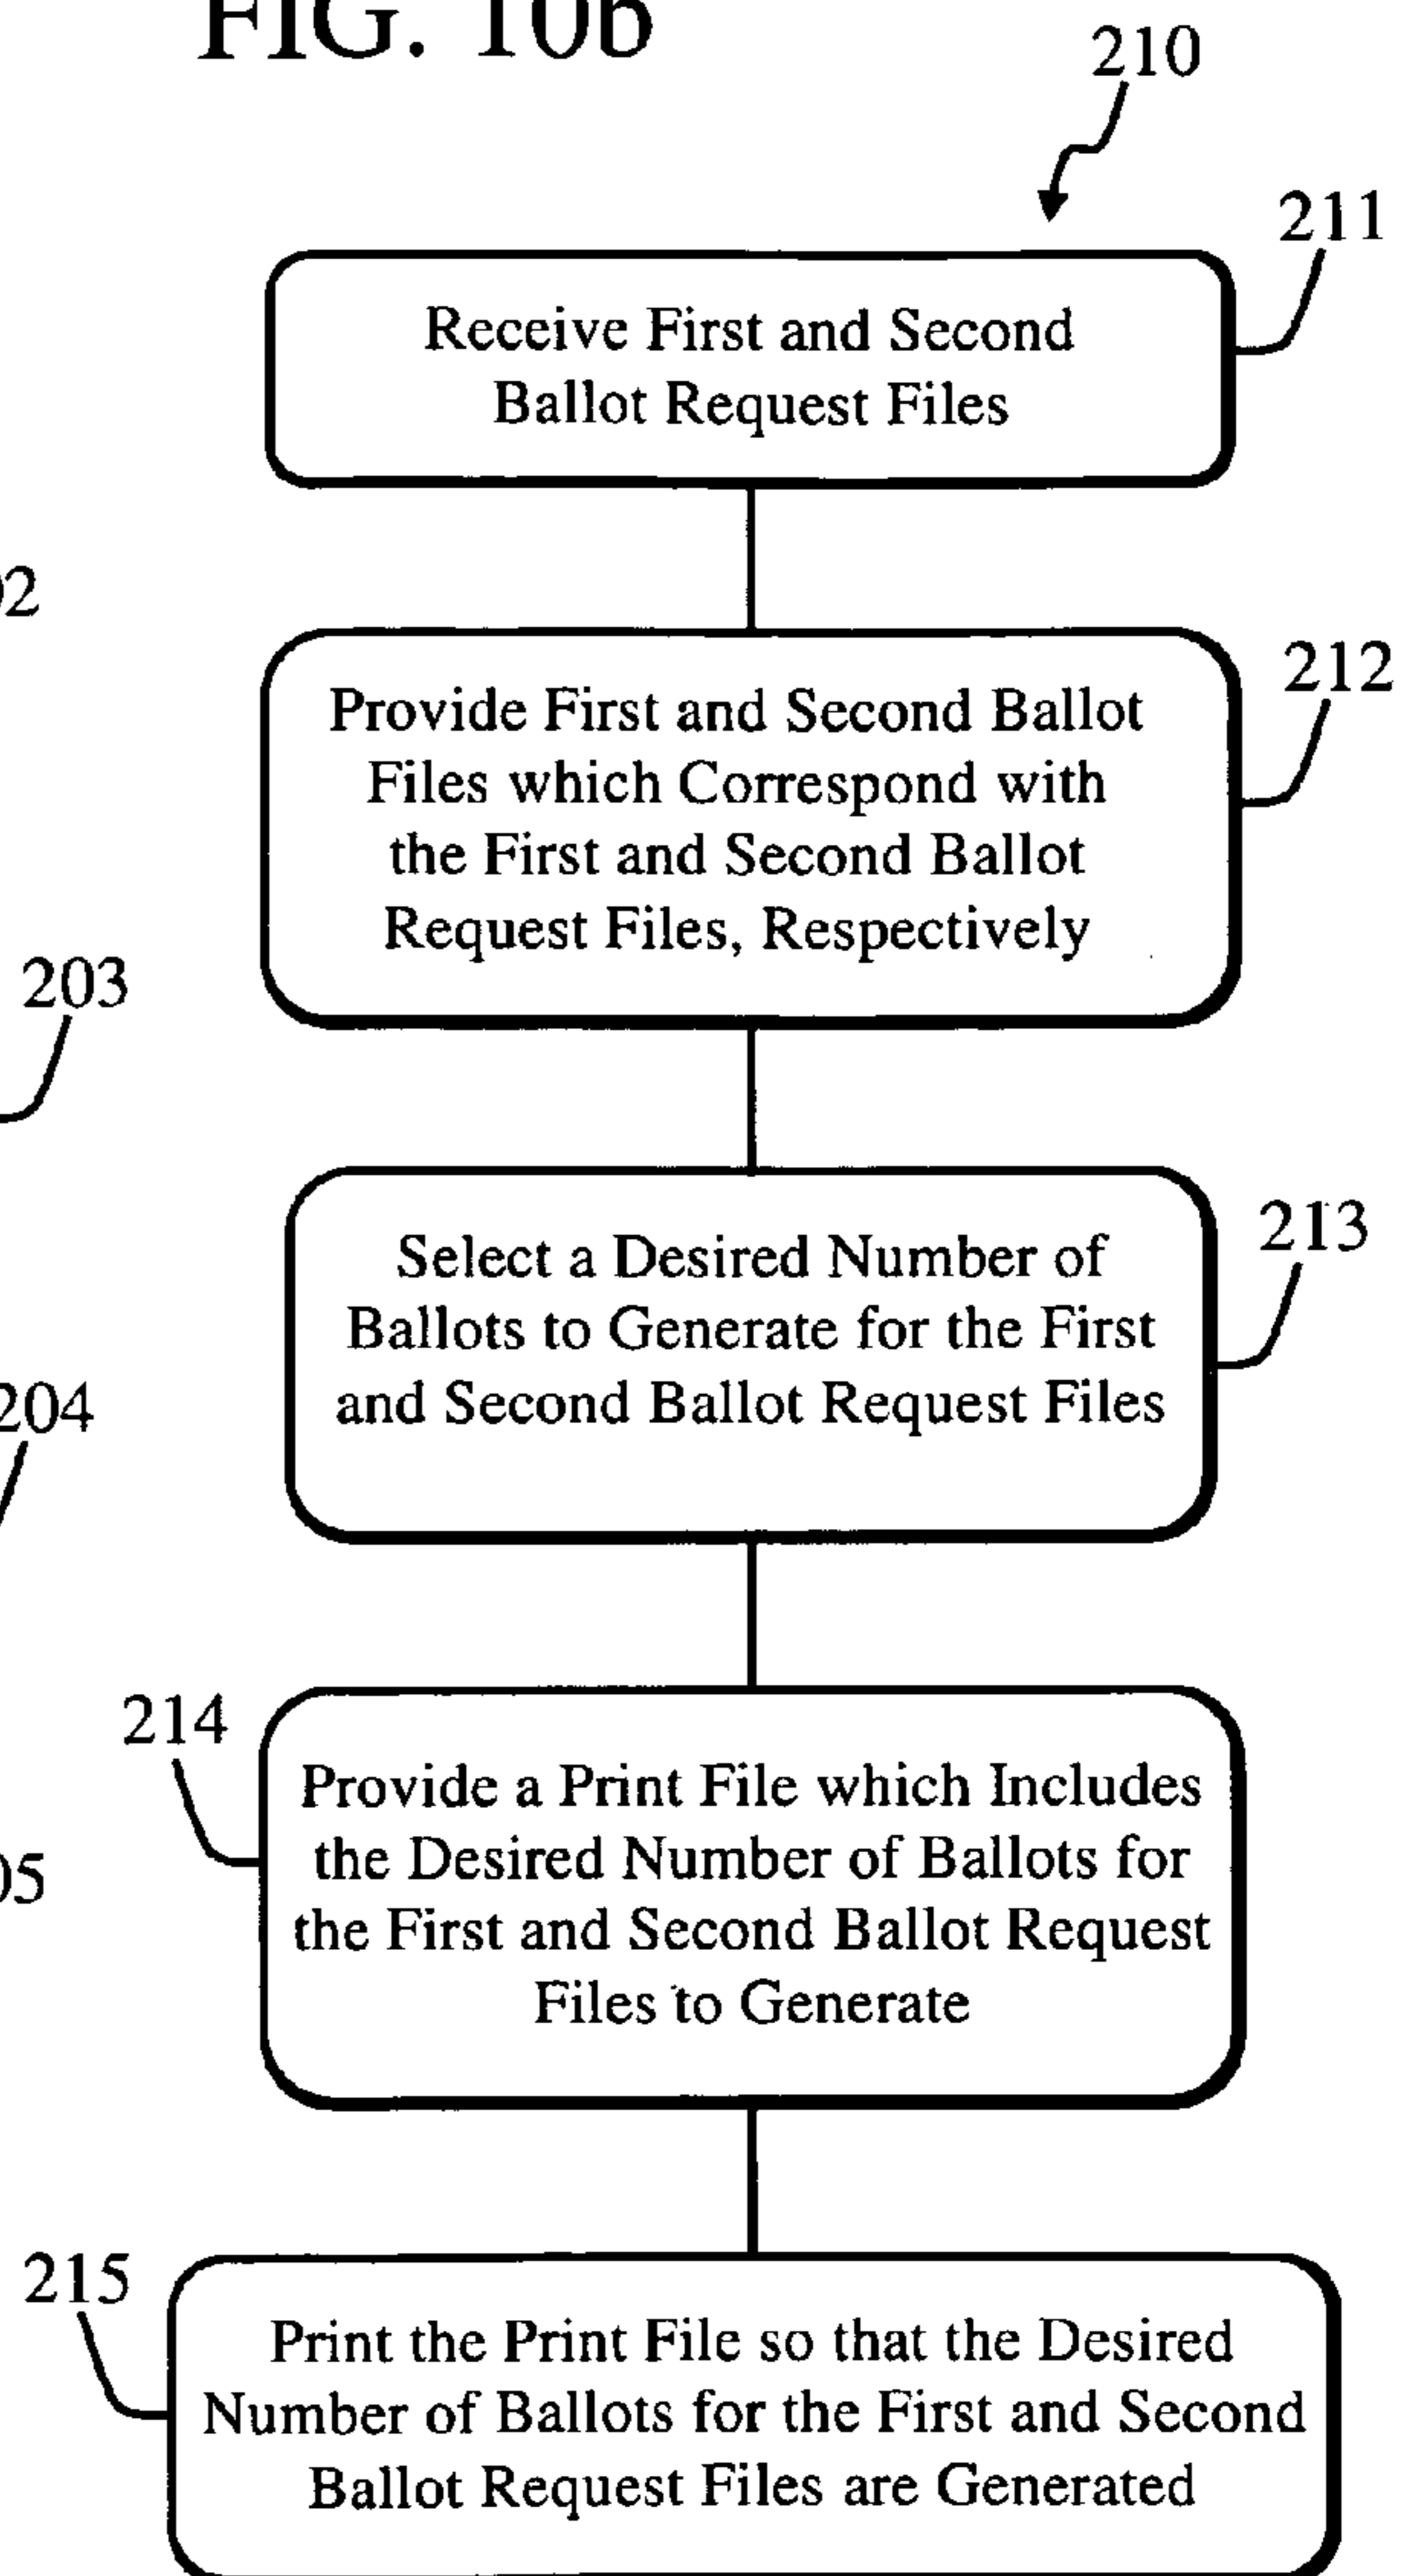 FIG. 10b
210
211
Receive First and Second
Ballot Request Files
212
Provide First and Second Ballot
Files which Correspond with
the First and Second Ballot
Request Files, Respectively
203
213
Select a Desired Number of
Ballots to Generate for the First
and Second Ballot Request Files
204
214
Provide a Print File which Includes
the Desired Number of Ballots for
the First and Second Ballot Request
Files to Generate
215
Print the Print File so that the Desired
Number of Ballots for the First and Second
Ballot Request Files are Generated